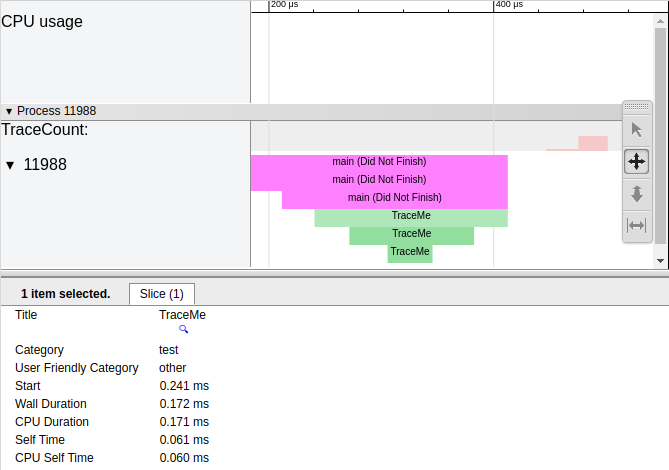 200 μs
400 μs
CPU usage
▼ Process 11988
TraceCount:
▼ 11988
main (Did Not Finish)
main (Did Not Finish)
main (Did Not Finish)
TraceMe
TraceMe
TraceMe
1 item selected.
Slice (1)
Title TraceMe
Category test
User Friendly Category other
Start 0.241 ms
Wall Duration 0.172 ms
CPU Duration 0.171 ms
Self Time 0.061 ms
CPU Self Time 0.060 ms